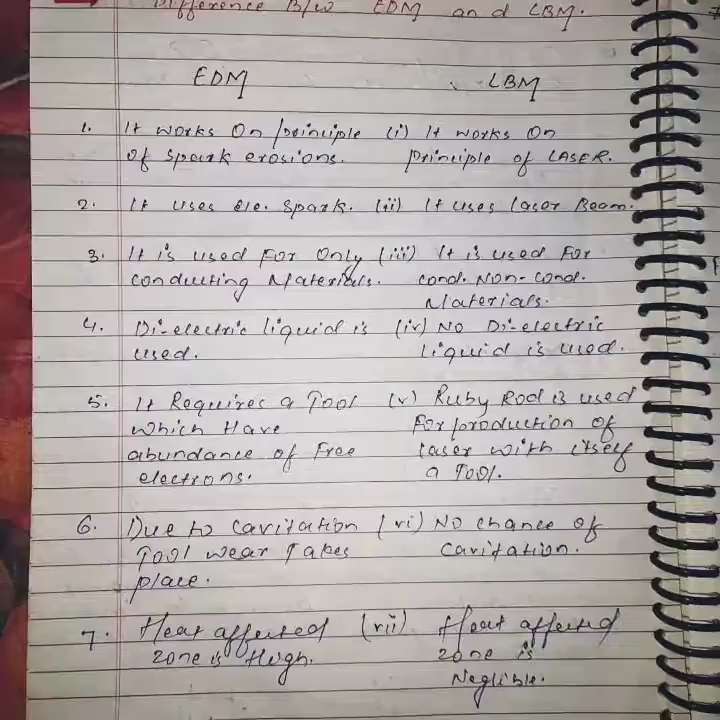 Difference B/w EDM and LBM.
EDM LBM
1. It works On principle (i) It works On
of spark erosions. principle of LASER.
2. It uses ele. Spark. (ii) It uses Laser Beam.
3. It is used For Only (iii) It is used For
conducting Materials. cond. Non-Cond.
Materials.
4. Di-electric liquid is (iv) NO Di-electric
used. liquid is used.
5. It Requires a Tool (v) Ruby Rod is used
which Have For production of
abundance of Free laser with itself
electrons. a Tool.
6. Due to Cavitation (vi) No chance of
Tool wear Takes Cavitation.
place.
7. Heat affected (vii) Heat affected
zone is High. zone is
Neglible.